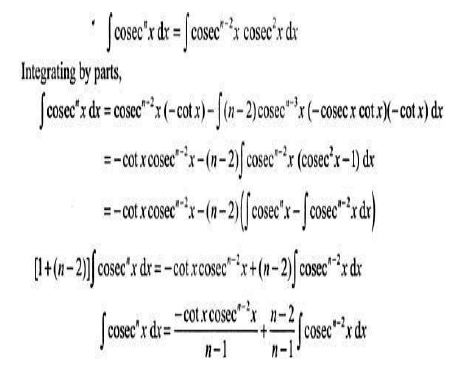 ∫cosecⁿx dx = ∫cosecⁿ⁻²x cosec²x dx
Integrating by parts,
∫cosecⁿx dx = cosecⁿ⁻²x (−cot x) − ∫(n−2)cosecⁿ⁻³x (−cosec x cot x)(−cot x) dx
= −cot x cosecⁿ⁻²x − (n−2)∫cosecⁿ⁻²x (cosec²x−1) dx
= −cot x cosecⁿ⁻²x − (n−2)(∫cosecⁿx − ∫cosecⁿ⁻²x dx)
[1+(n−2)]∫cosecⁿx dx = −cot x cosecⁿ⁻²x + (n−2)∫cosecⁿ⁻²x dx
∫cosecⁿx dx = (−cot x cosecⁿ⁻²x)/(n−1) + (n−2)/(n−1) ∫cosecⁿ⁻²x dx